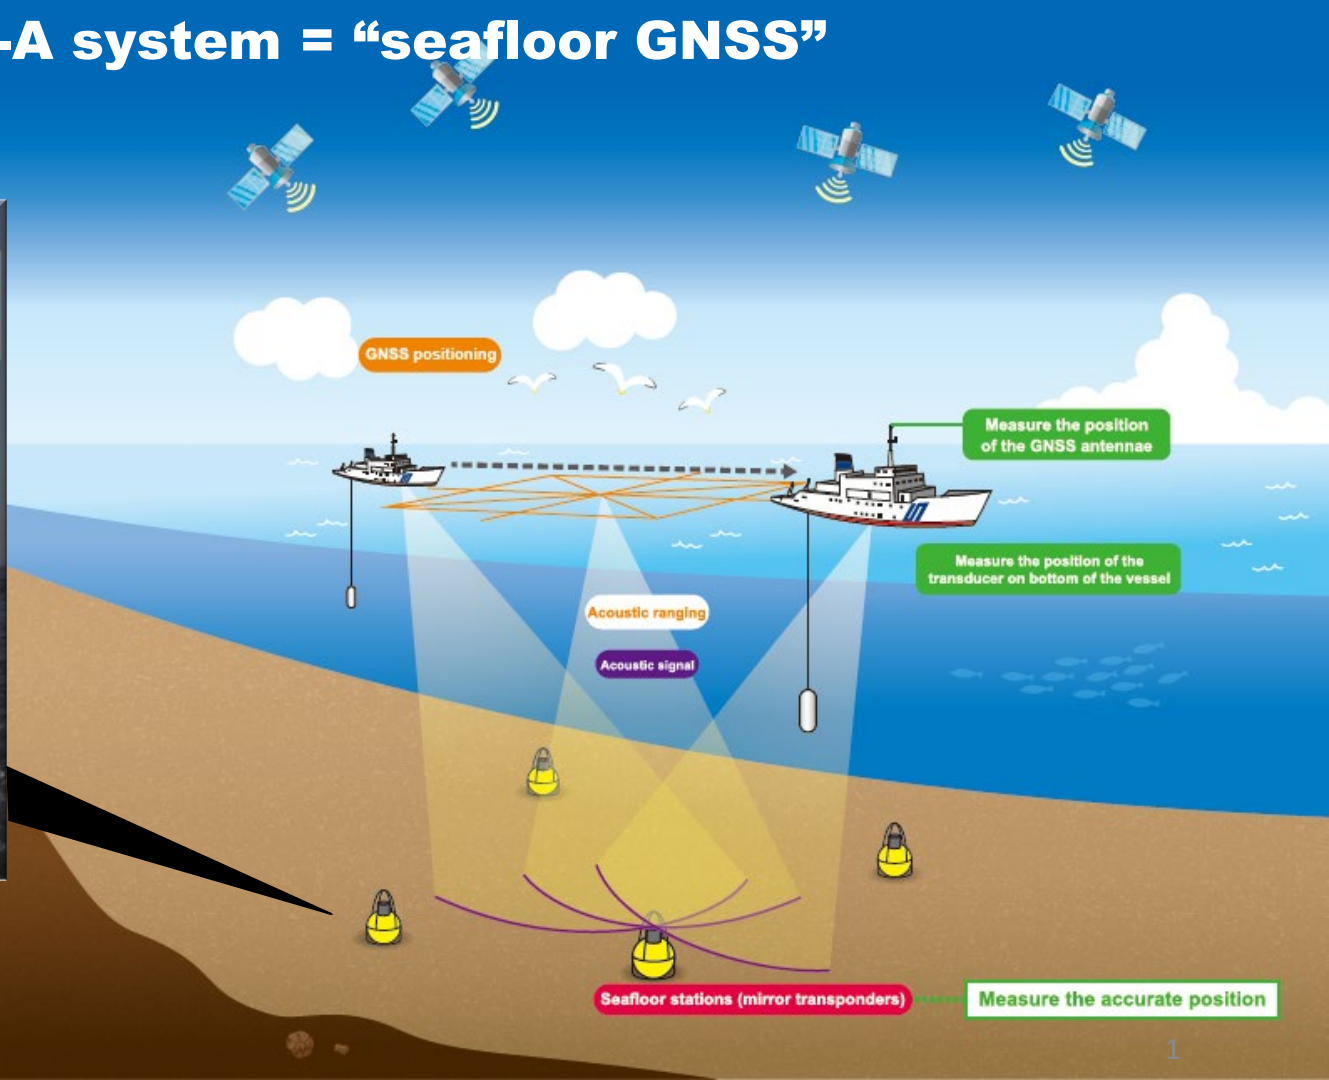 -A system = “seafloor GNSS”
GNSS positioning
Measure the position
of the GNSS antennae
Measure the position of the
transducer on bottom of the vessel
Acoustic ranging
Acoustic signal
Seafloor stations (mirror transponders)
Measure the accurate position
1